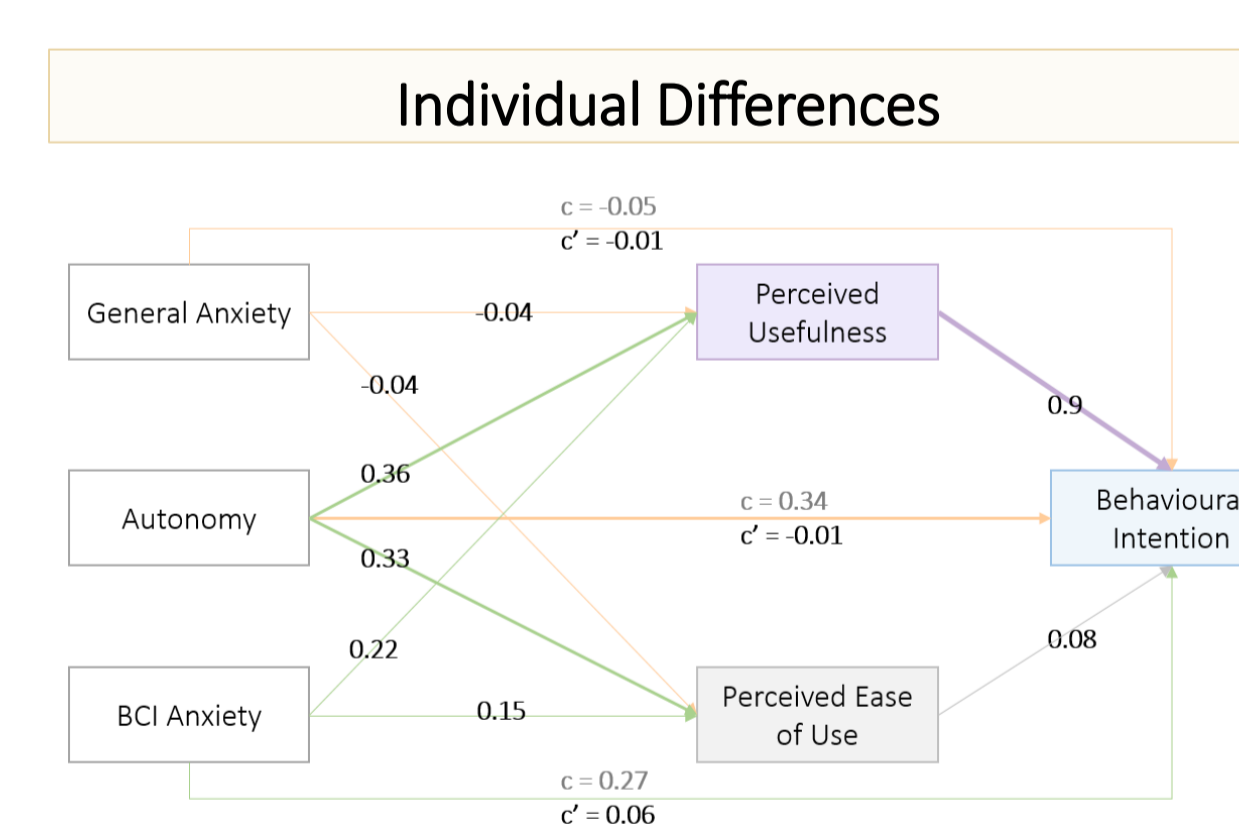 Individual Differences
c = -0.05
c′ = -0.01
General Anxiety
-0.04
Perceived
Usefulness
-0.04
0.9
0.36
Autonomy
c = 0.34
c′ = -0.01
Behavioura
Intention
0.33
0.22
0.08
BCI Anxiety
0.15
Perceived Ease
of Use
c = 0.27
c′ = 0.06